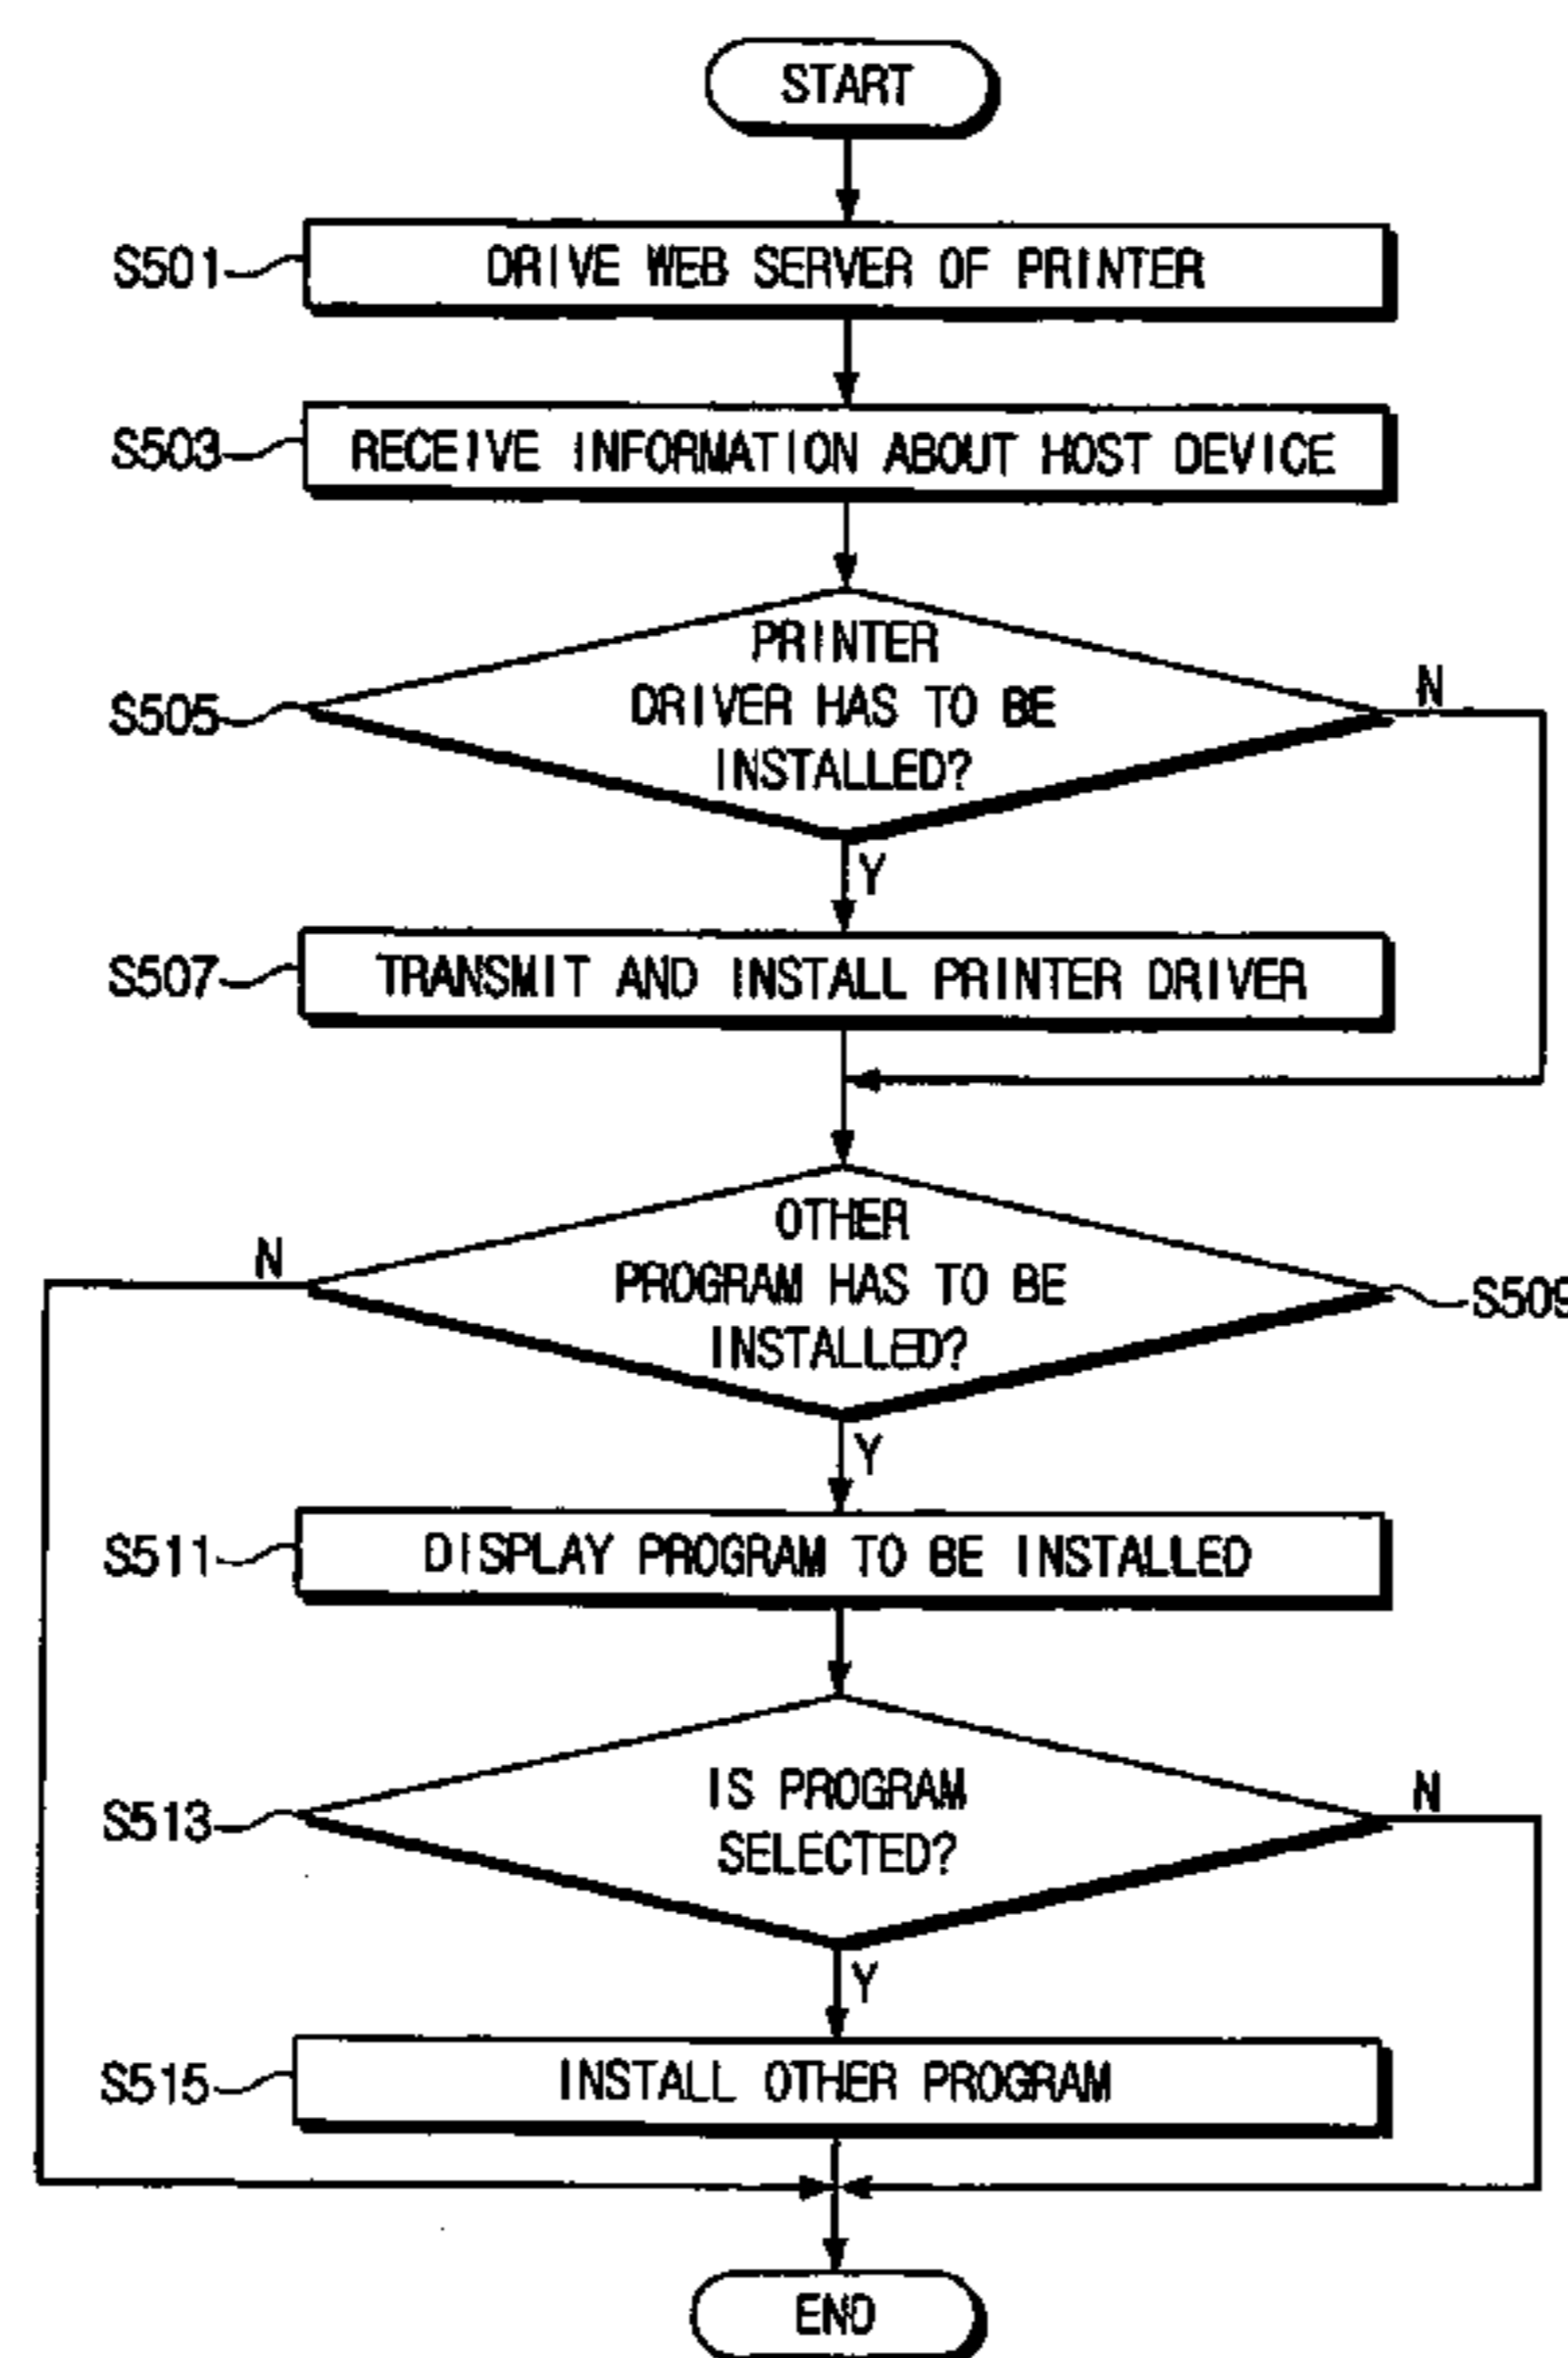 START
S501
DRIVE WEB SERVER OF PRINTER
S503
RECEIVE INFORMATION ABOUT HOST DEVICE
S505
PRINTER
DRIVER HAS TO BE
INSTALLED?
N
Y
S507
TRANSMIT AND INSTALL PRINTER DRIVER
N
OTHER
PROGRAM HAS TO BE
INSTALLED?
S509
Y
S511
DISPLAY PROGRAM TO BE INSTALLED
S513
IS PROGRAM
SELECTED?
N
Y
S515
INSTALL OTHER PROGRAM
END